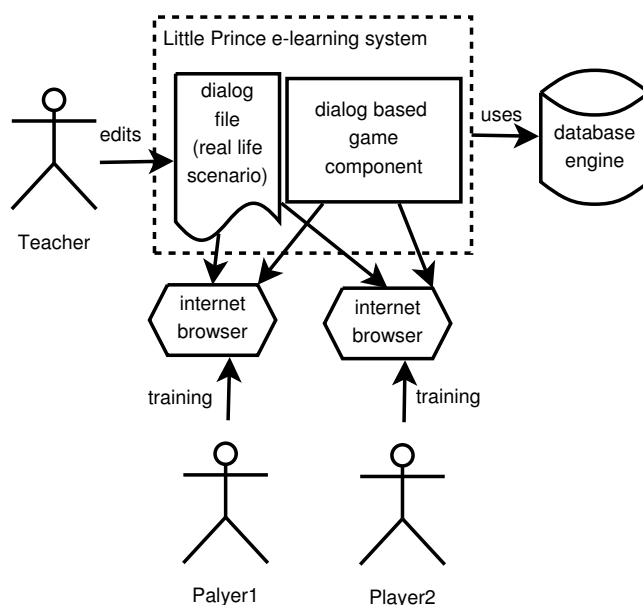 Little Prince e-learning system
dialog
file
(real life
scenario)
dialog based
game
component
edits
uses
database
engine
Teacher
internet
browser
internet
browser
training
training
Palyer1
Player2